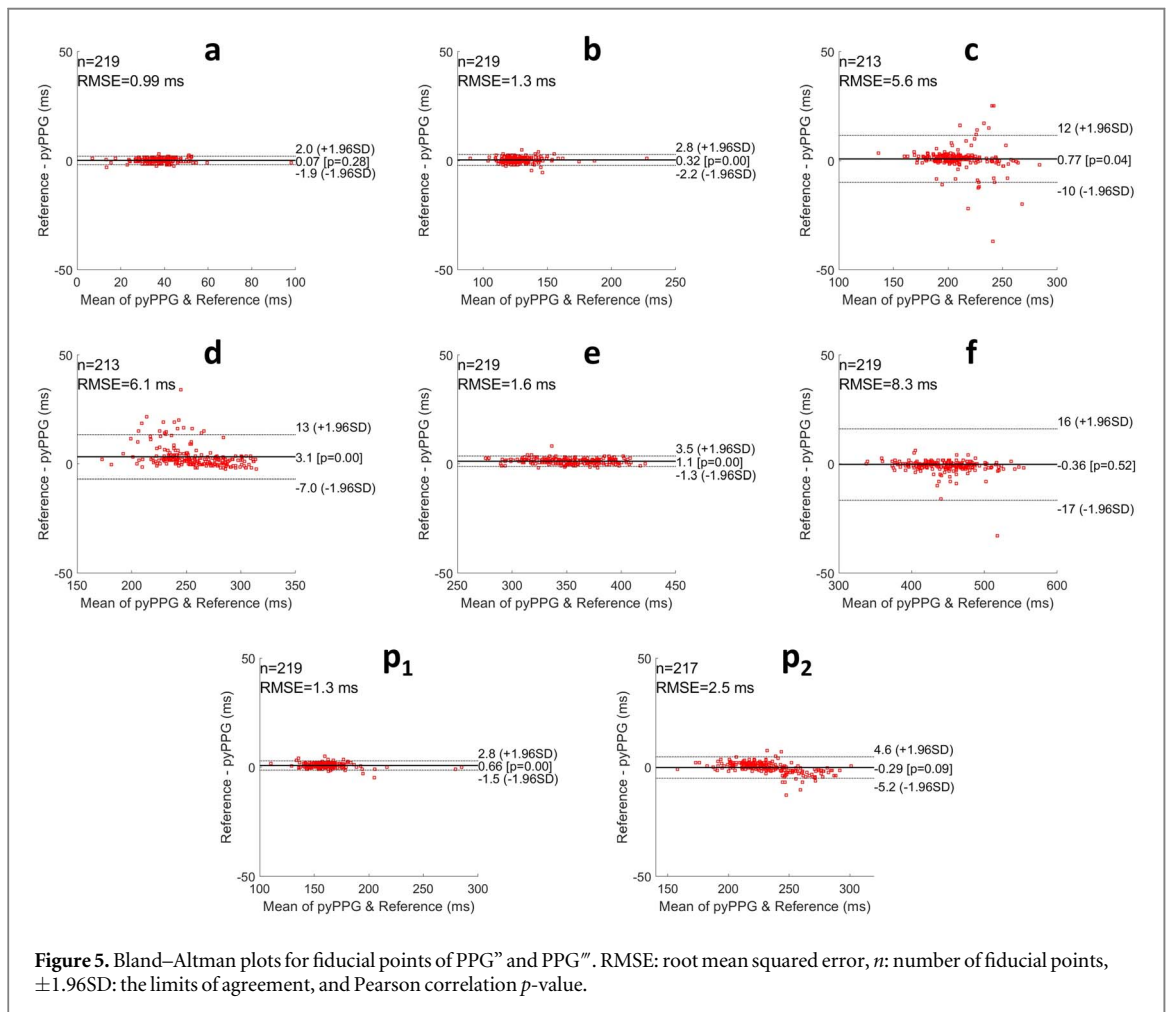 a
n=219
RMSE=0.99 ms
50
0
-50
Reference - pyPPG (ms)
2.0 (+1.96SD)
0.07 [p=0.28]
-1.9 (-1.96SD)
0 20 40 60 80 100
Mean of pyPPG & Reference (ms)
b
n=219
RMSE=1.3 ms
50
0
-50
Reference - pyPPG (ms)
2.8 (+1.96SD)
0.32 [p=0.00]
-2.2 (-1.96SD)
100 150 200 250
Mean of pyPPG & Reference (ms)
c
n=213
RMSE=5.6 ms
50
0
-50
Reference - pyPPG (ms)
12 (+1.96SD)
0.77 [p=0.04]
-10 (-1.96SD)
100 150 200 250 300
Mean of pyPPG & Reference (ms)
d
n=213
RMSE=6.1 ms
50
0
-50
Reference - pyPPG (ms)
13 (+1.96SD)
3.1 [p=0.00]
-7.0 (-1.96SD)
150 200 250 300 350
Mean of pyPPG & Reference (ms)
e
n=219
RMSE=1.6 ms
50
0
-50
Reference - pyPPG (ms)
3.5 (+1.96SD)
1.1 [p=0.00]
-1.3 (-1.96SD)
250 300 350 400 450
Mean of pyPPG & Reference (ms)
f
n=219
RMSE=8.3 ms
50
0
-50
Reference - pyPPG (ms)
16 (+1.96SD)
-0.36 [p=0.52]
-17 (-1.96SD)
300 400 500 600
Mean of pyPPG & Reference (ms)
p1
n=219
RMSE=1.3 ms
50
0
-50
Reference - pyPPG (ms)
2.8 (+1.96SD)
0.66 [p=0.00]
-1.5 (-1.96SD)
100 150 200 250 300
Mean of pyPPG & Reference (ms)
p2
n=217
RMSE=2.5 ms
50
0
-50
Reference - pyPPG (ms)
4.6 (+1.96SD)
-0.29 [p=0.09]
-5.2 (-1.96SD)
150 200 250 300
Mean of pyPPG & Reference (ms)
Figure 5. Bland–Altman plots for fiducial points of PPG” and PPG‴. RMSE: root mean squared error, n: number of fiducial points,
±1.96SD: the limits of agreement, and Pearson correlation p-value.